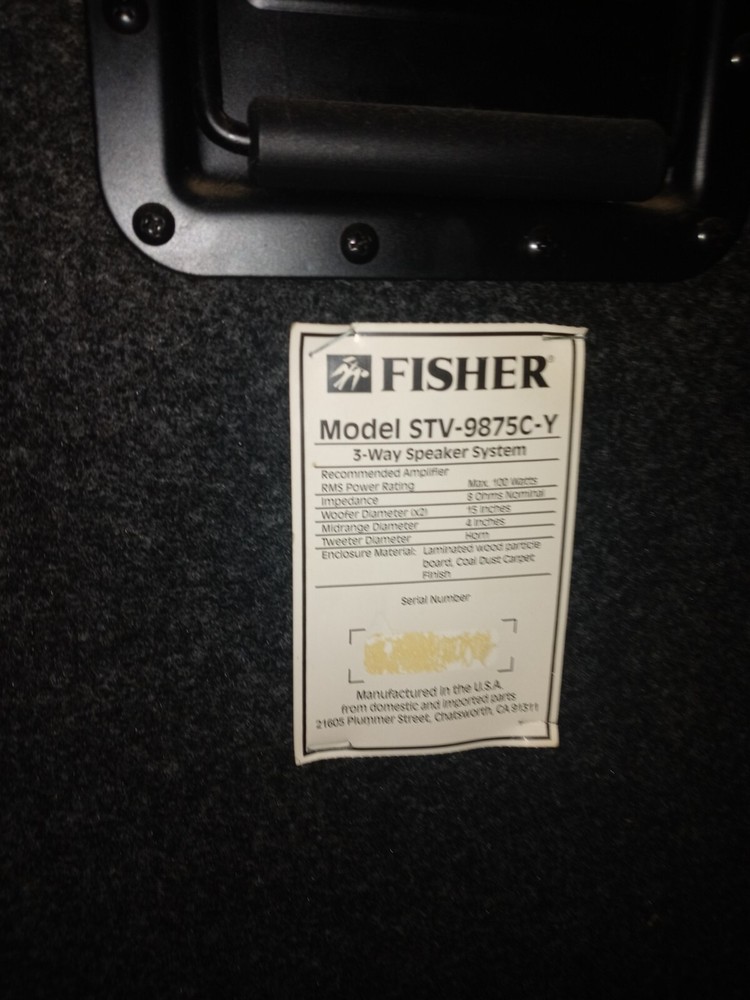 FISHER®
Model STV-9875C-Y
3-Way Speaker System
Recommended Amplifier
RMS Power Rating Max. 100 Watts
Impedance 8 Ohms Nominal
Woofer Diameter (x2) 15 Inches
Midrange Diameter 4 Inches
Tweeter Diameter Horn
Enclosure Material: Laminated wood particle
board, Coal Dust Carpet
Finish
Serial Number
Manufactured in the U.S.A.
from domestic and imported parts
21605 Plummer Street, Chatsworth, CA 91311